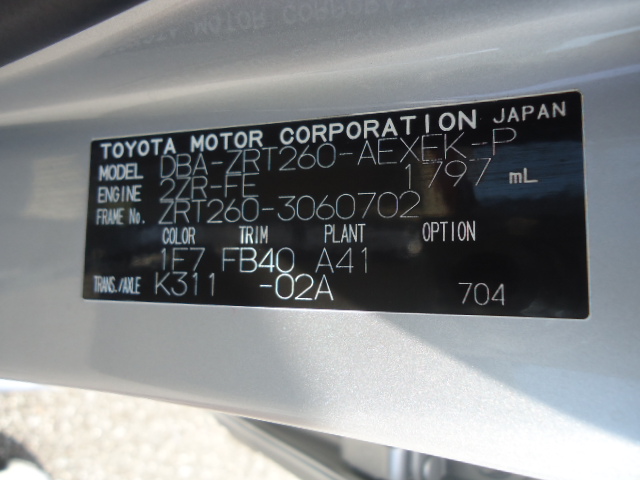 TOYOTA MOTOR CORPORATION JAPAN
MODEL DBA-ZRT260-AEXEK-P
ENGINE 2ZR-FE 1797 mL
FRAME No. ZRT260-3060702
COLOR TRIM PLANT OPTION
1E7 FB40 A41
TRANS./AXLE K311 -02A 704